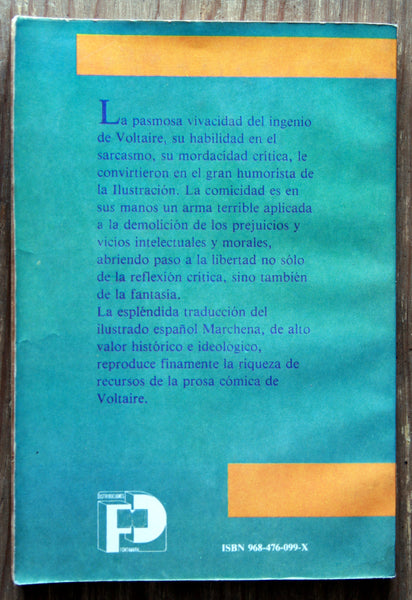 La pasmosa vivacidad del ingenio
de Voltaire, su habilidad en el
sarcasmo, su mordacidad crítica, le
convirtieron en el gran humorista de
la Ilustración. La comicidad es en
sus manos un arma terrible aplicada
a la demolición de los prejuicios y
vicios intelectuales y morales,
abriendo paso a la libertad no sólo
de la reflexión crítica, sino también
de la fantasía.
La espléndida traducción del
ilustrado español Marchena, de alto
valor histórico e ideológico,
reproduce finamente la riqueza de
recursos de la prosa cómica de
Voltaire.
DISTRIBUCIONES
FONTAMARA
ISBN 968-476-099-X